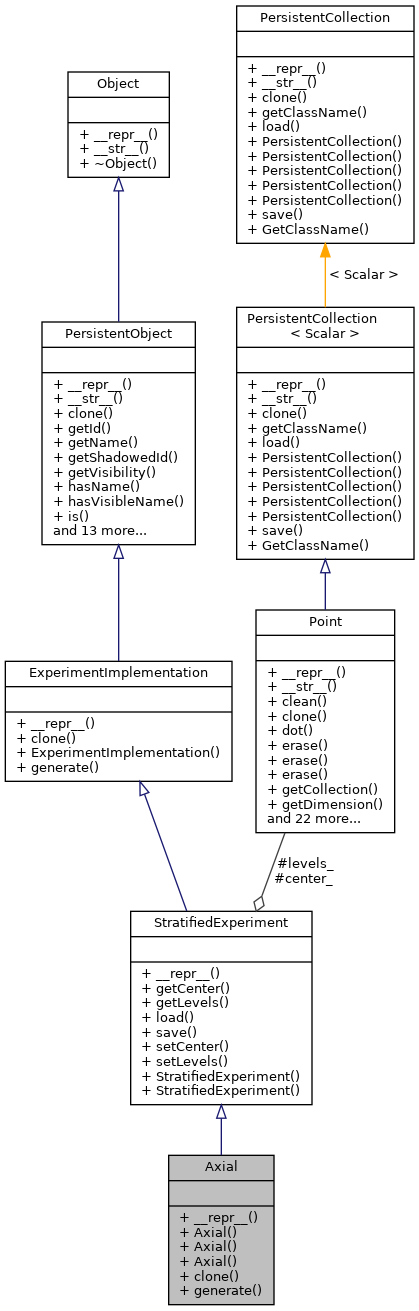 PersistentCollection
+ __repr__()
+ __str__()
+ clone()
+ getClassName()
+ load()
+ PersistentCollection()
+ PersistentCollection()
+ PersistentCollection()
+ PersistentCollection()
+ PersistentCollection()
+ save()
+ GetClassName()
Object
+ __repr__()
+ __str__()
+ ~Object()
< Scalar >
PersistentObject
+ __repr__()
+ __str__()
+ clone()
+ getId()
+ getName()
+ getShadowedId()
+ getVisibility()
+ hasName()
+ hasVisibleName()
+ is()
and 13 more...
PersistentCollection
< Scalar >
+ __repr__()
+ __str__()
+ clone()
+ getClassName()
+ load()
+ PersistentCollection()
+ PersistentCollection()
+ PersistentCollection()
+ PersistentCollection()
+ PersistentCollection()
+ save()
+ GetClassName()
ExperimentImplementation
+ __repr__()
+ clone()
+ ExperimentImplementation()
+ generate()
Point
+ __repr__()
+ __str__()
+ clean()
+ clone()
+ dot()
+ erase()
+ erase()
+ erase()
+ getCollection()
+ getDimension()
and 22 more...
#levels_
#center_
StratifiedExperiment
+ __repr__()
+ getCenter()
+ getLevels()
+ load()
+ save()
+ setCenter()
+ setLevels()
+ StratifiedExperiment()
+ StratifiedExperiment()
Axial
+ __repr__()
+ Axial()
+ Axial()
+ Axial()
+ clone()
+ generate()